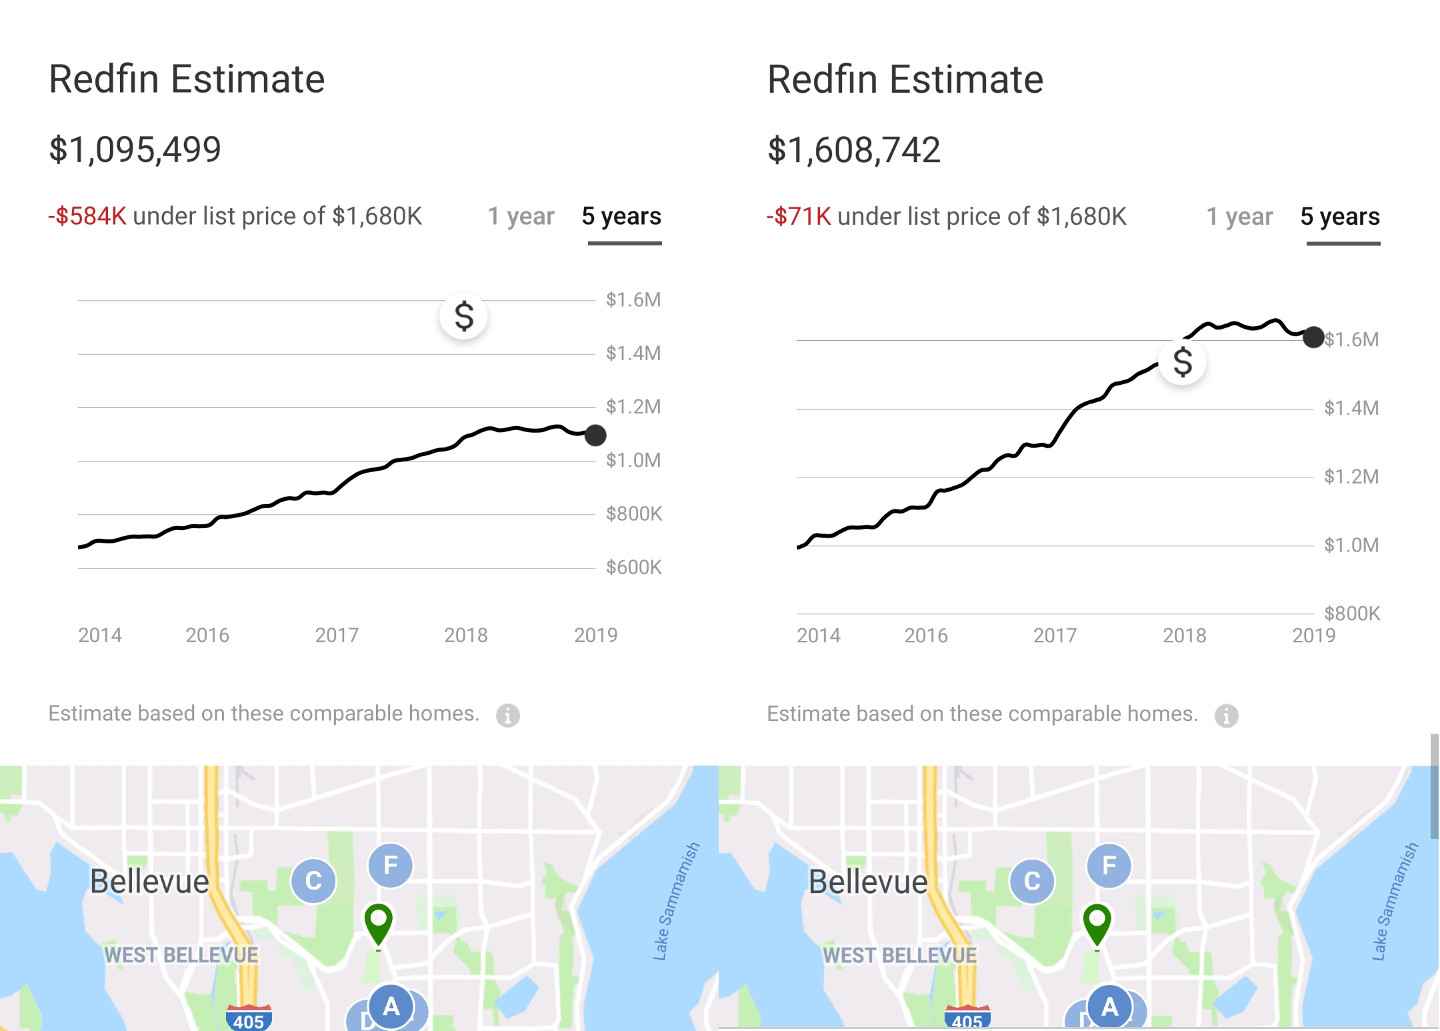 Redfin Estimate
$1,095,499
-$584K under list price of $1,680K
1 year 5 years
$1.6M
$
$1.4M
$1.2M
$1.0M
$800K
$600K
2014 2016 2017 2018 2019
Estimate based on these comparable homes. i
C
F
Bellevue
WEST BELLEVUE
Lake Sammamish
A
D
405
Redfin Estimate
$1,608,742
-$71K under list price of $1,680K
1 year 5 years
$1.6M
$
$1.4M
$1.2M
$1.0M
$800K
2014 2016 2017 2018 2019
Estimate based on these comparable homes. i
C
F
Bellevue
WEST BELLEVUE
Lake Sammamish
A
D
405